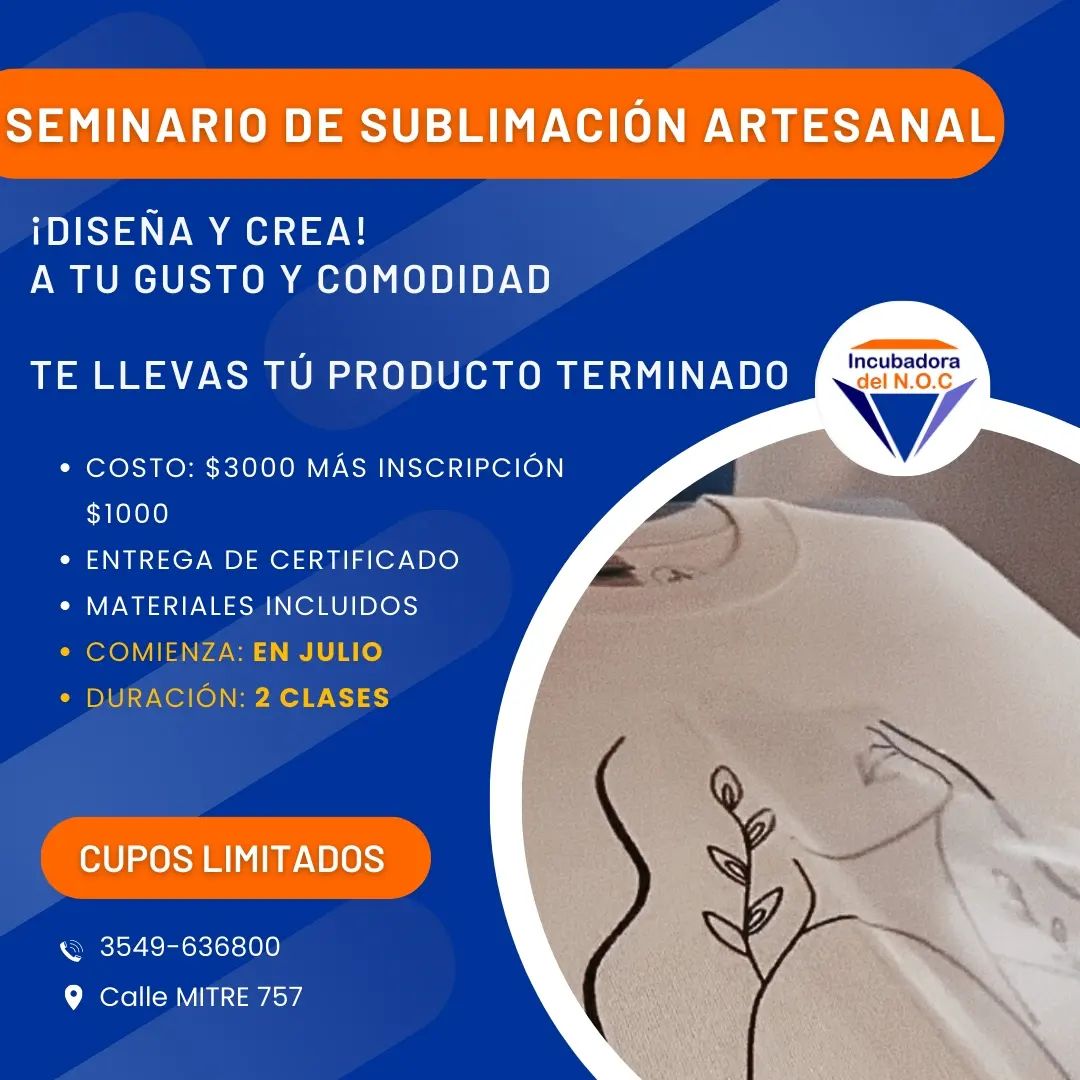 SEMINARIO DE SUBLIMACIÓN ARTESANAL
¡DISEÑA Y CREA!
A TU GUSTO Y COMODIDAD
TE LLEVAS TÚ PRODUCTO TERMINADO
Incubadora
del N.O.C
• COSTO: $3000 MÁS INSCRIPCIÓN
$1000
• ENTREGA DE CERTIFICADO
• MATERIALES INCLUIDOS
• COMIENZA: EN JULIO
• DURACIÓN: 2 CLASES
CUPOS LIMITADOS
3549-636800
Calle MITRE 757